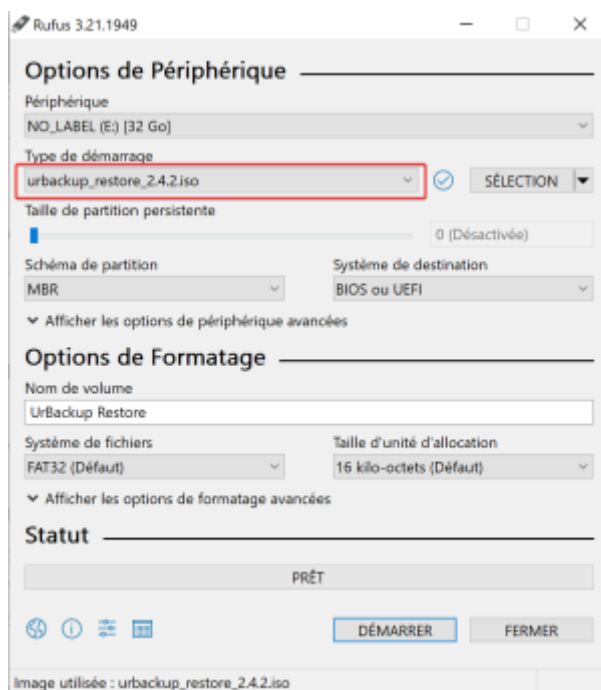 Rufus 3.21.1949
Options de Périphérique
Périphérique
NO_LABEL (E:) [32 Go]
Type de démarrage
urbackup_restore_2.4.2.iso
SÉLECTION
Taille de partition persistente
0 (Désactivée)
Schéma de partition
Système de destination
MBR
BIOS ou UEFI
Afficher les options de périphérique avancées
Options de Formatage
Nom de volume
UrBackup Restore
Système de fichiers
Taille d'unité d'allocation
FAT32 (Défaut)
16 kilo-octets (Défaut)
Afficher les options de formatage avancées
Statut
PRÊT
DÉMARRER
FERMER
Image utilisée : urbackup_restore_2.4.2.iso